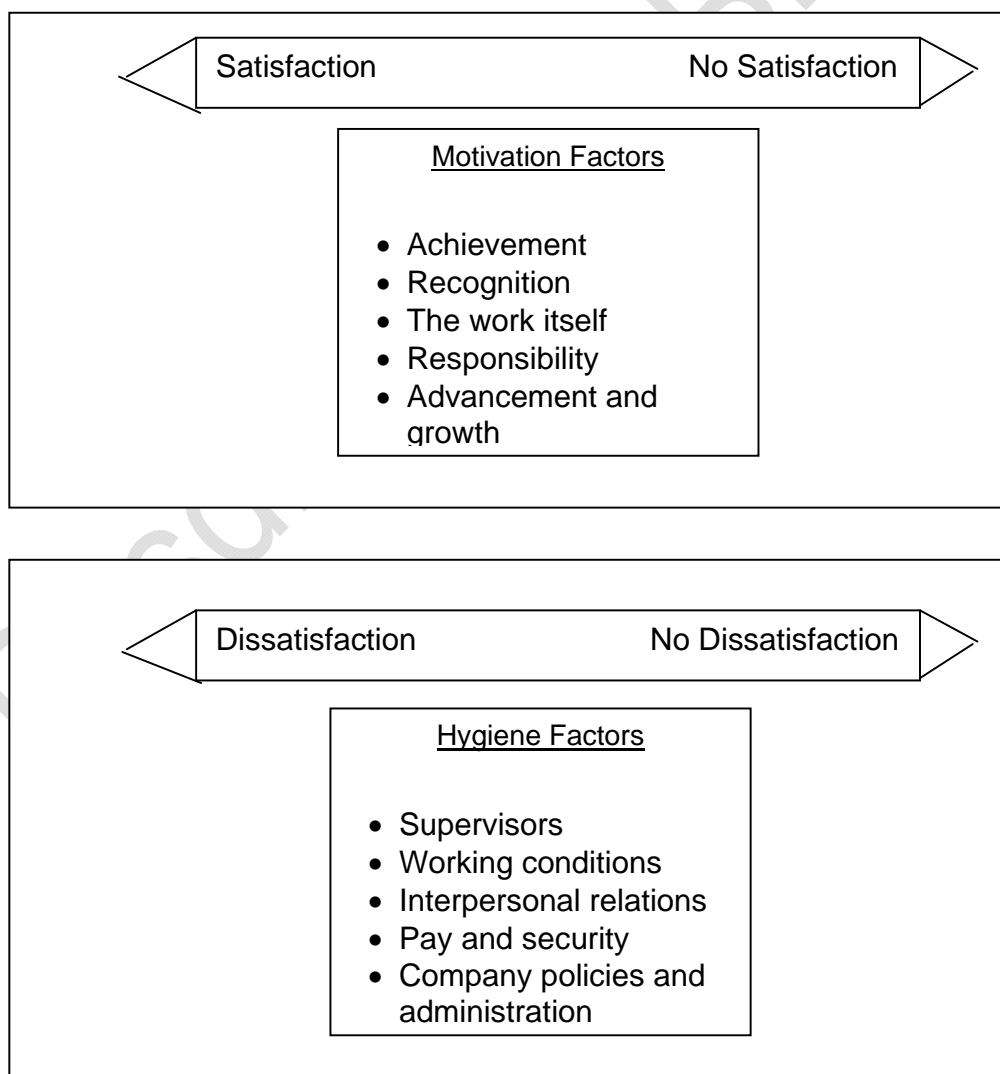 Satisfaction No Satisfaction
Motivation Factors
• Achievement
• Recognition
• The work itself
• Responsibility
• Advancement and
growth
Dissatisfaction No Dissatisfaction
Hygiene Factors
• Supervisors
• Working conditions
• Interpersonal relations
• Pay and security
• Company policies and
administration